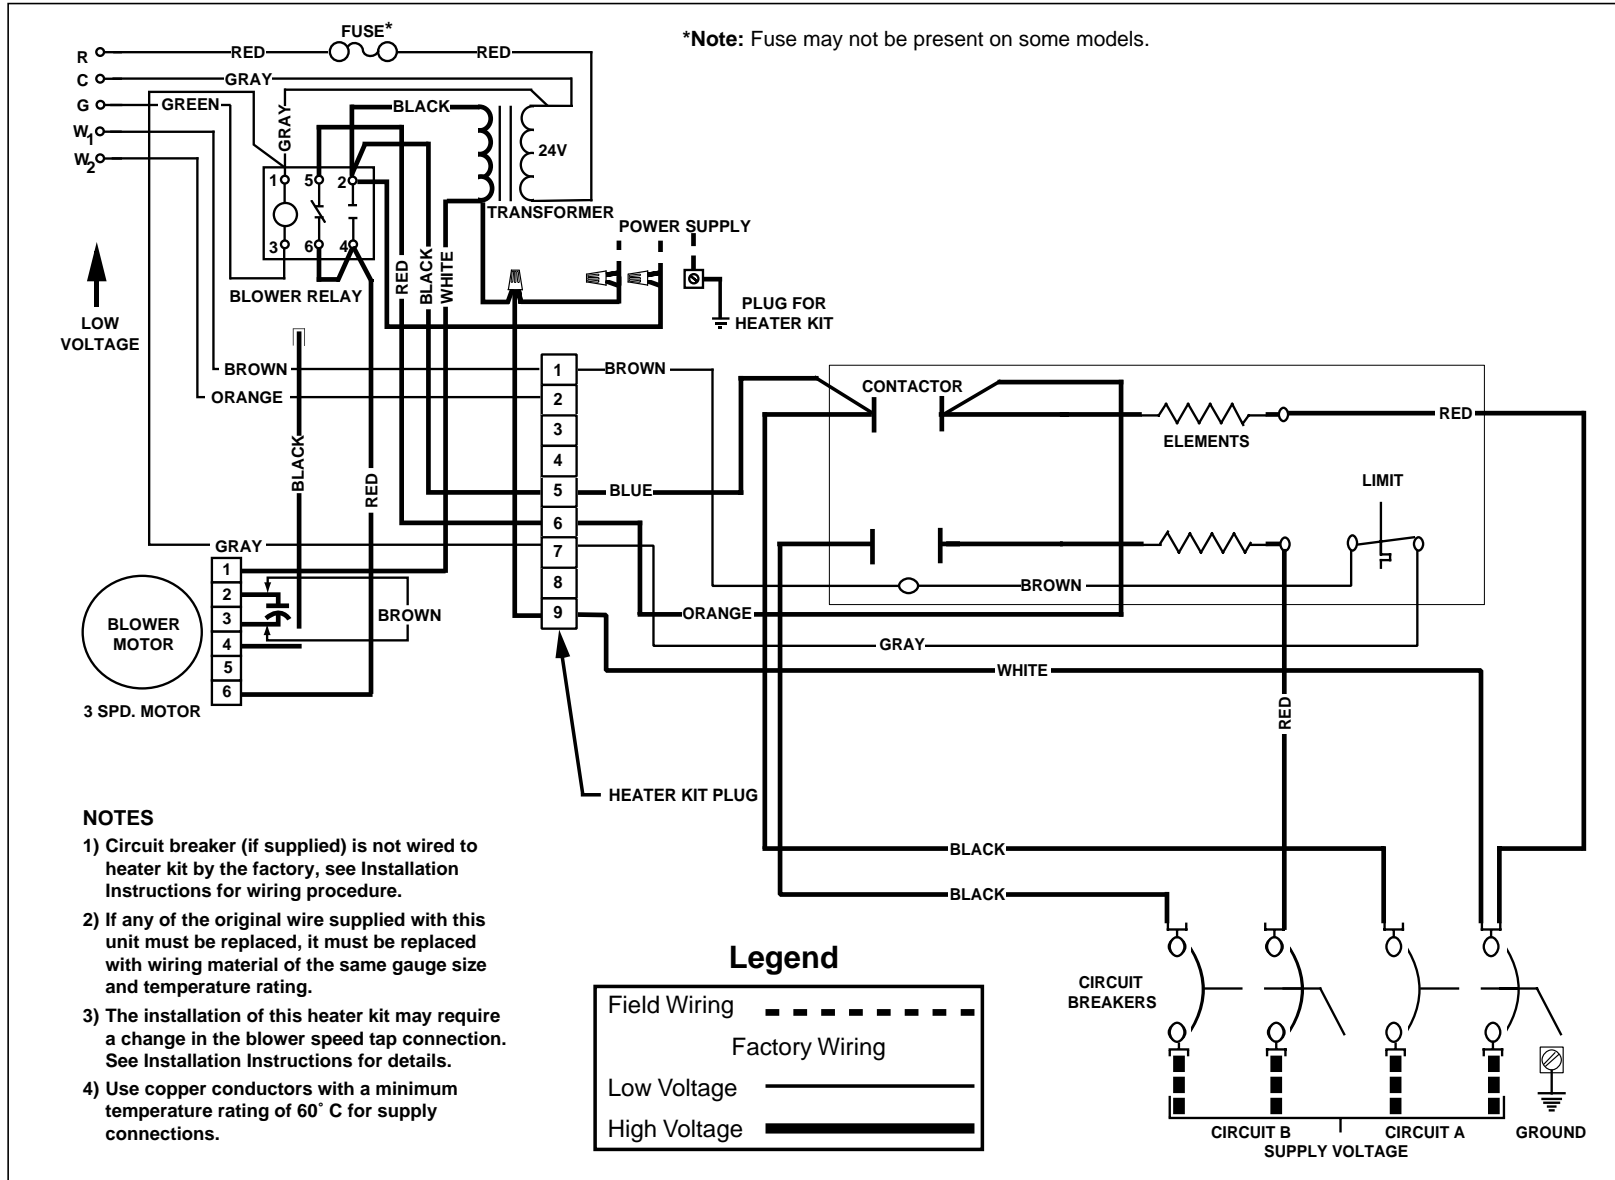 FUSE*
*Note: Fuse may not be present on some models.
R
RED
RED
C
GRAY
G
GREEN
BLACK
W1
GRAY
W2
24V
1
5
2
TRANSFORMER
POWER SUPPLY
3
6
4
BLOWER RELAY
RED
BLACK
WHITE
PLUG FOR
HEATER KIT
LOW
VOLTAGE
BROWN
1
BROWN
CONTACTOR
ORANGE
2
3
4
5
6
7
8
9
RED
ELEMENTS
BLACK
RED
BLUE
LIMIT
GRAY
BROWN
ORANGE
GRAY
WHITE
BLOWER
MOTOR
1
2
3
4
5
6
BROWN
3 SPD. MOTOR
RED
HEATER KIT PLUG
NOTES
1) Circuit breaker (if supplied) is not wired to
heater kit by the factory, see Installation
Instructions for wiring procedure.
2) If any of the original wire supplied with this
unit must be replaced, it must be replaced
with wiring material of the same gauge size
and temperature rating.
3) The installation of this heater kit may require
a change in the blower speed tap connection.
See Installation Instructions for details.
4) Use copper conductors with a minimum
temperature rating of 60° C for supply
connections.
BLACK
BLACK
Legend
Field Wiring
Factory Wiring
Low Voltage
High Voltage
CIRCUIT
BREAKERS
CIRCUIT B
CIRCUIT A
GROUND
SUPPLY VOLTAGE